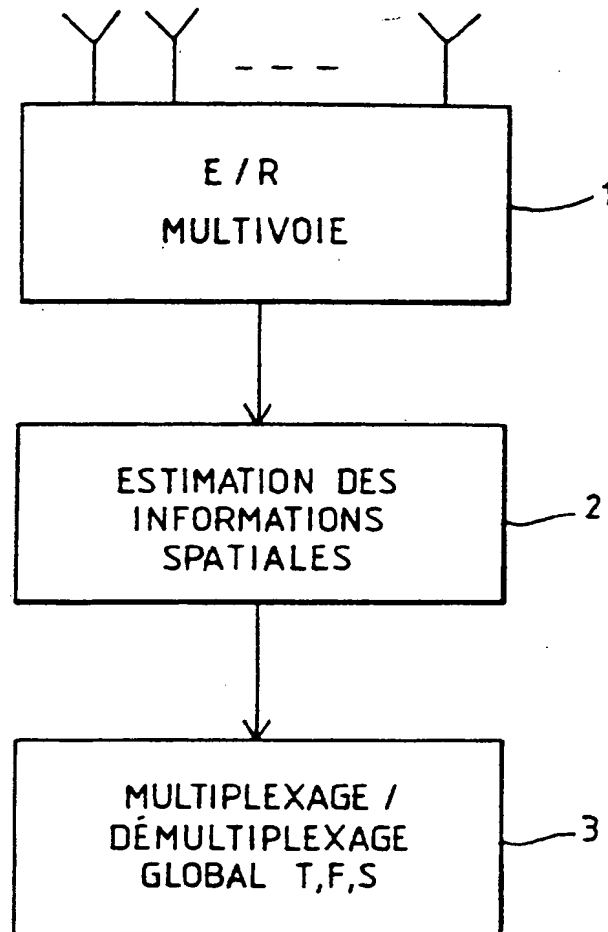 E / R
MULTIVOIE
1
ESTIMATION DES
INFORMATIONS
SPATIALES
2
MULTIPLEXAGE /
DÉMULTIPLEXAGE
GLOBAL T,F,S
3